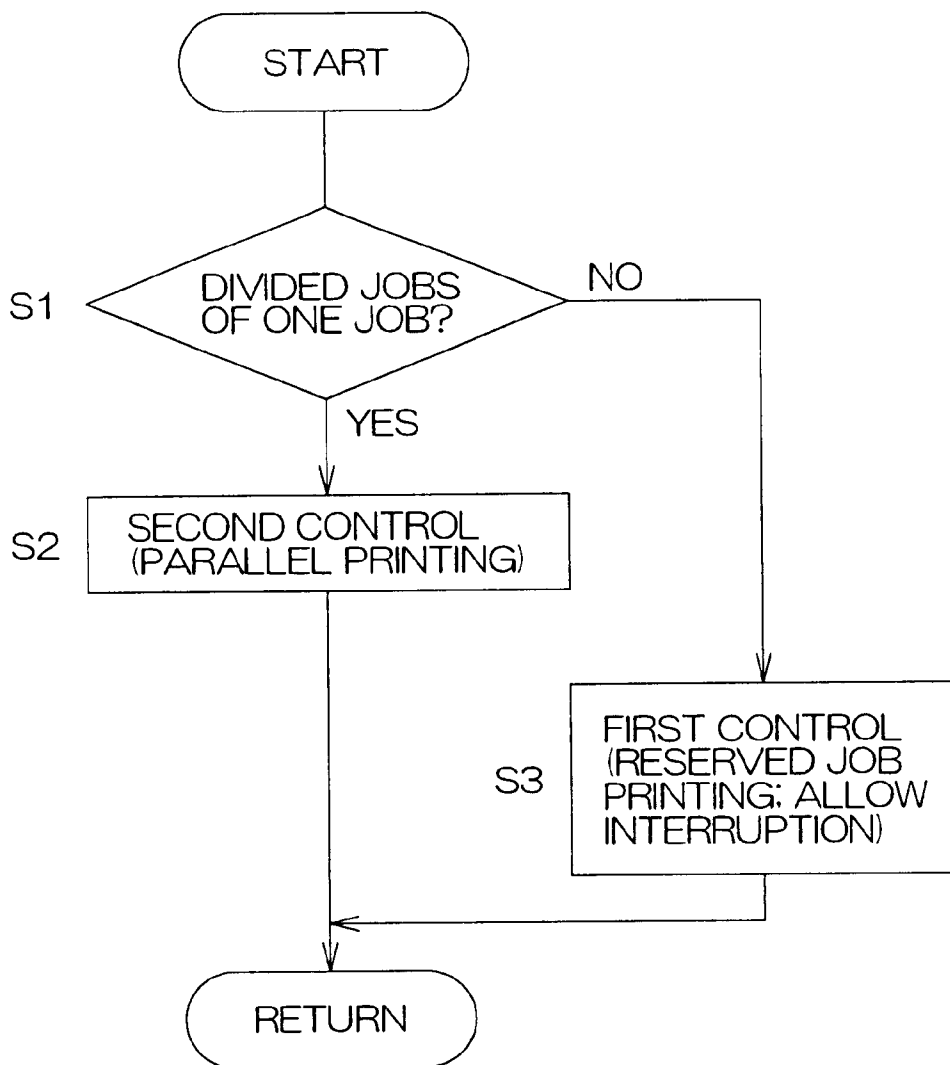 START
S1
DIVIDED JOBS
OF ONE JOB?
NO
YES
S2
SECOND CONTROL
(PARALLEL PRINTING)
S3
FIRST CONTROL
(RESERVED JOB
PRINTING; ALLOW
INTERRUPTION)
RETURN